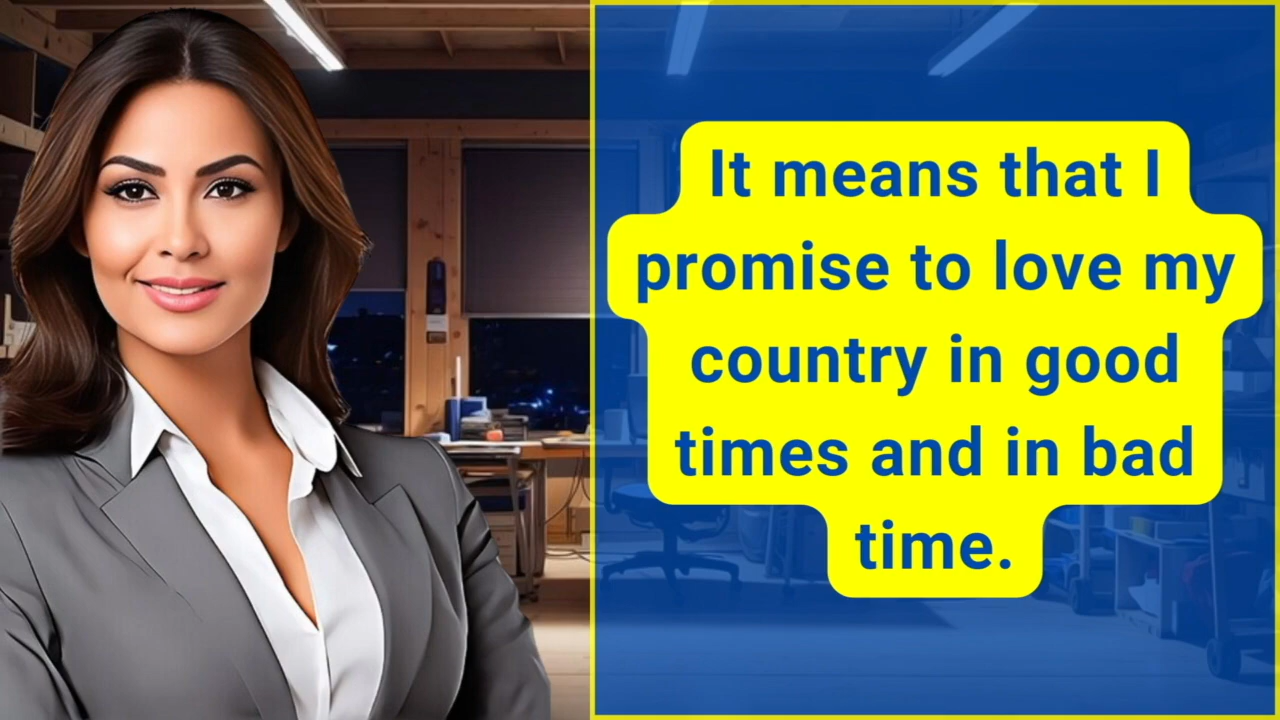 It means that I
promise to love my
country in good
times and in bad
time.